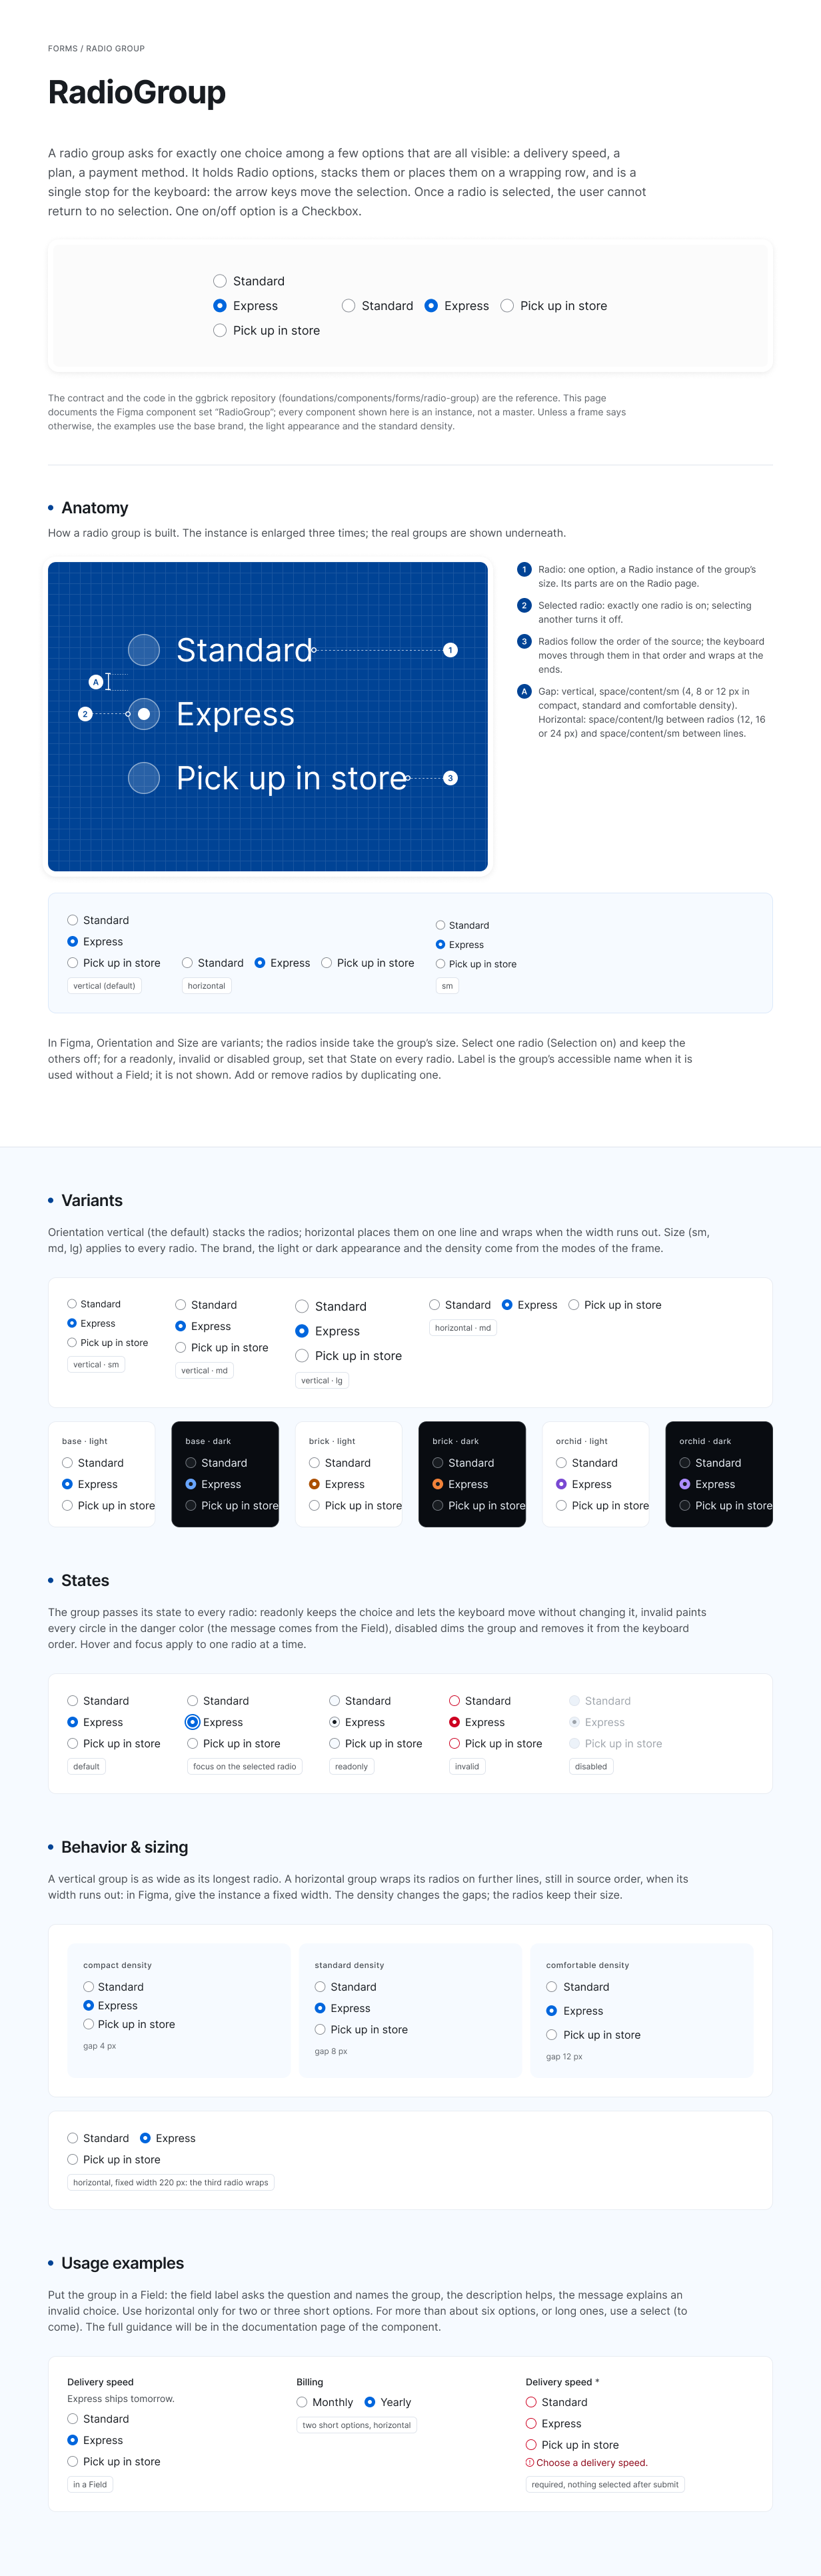 FORMS / RADIO GROUP
RadioGroup
A radio group asks for exactly one choice among a few options that are all visible: a delivery speed, a
plan, a payment method. It holds Radio options, stacks them or places them on a wrapping row, and is a
single stop for the keyboard: the arrow keys move the selection. Once a radio is selected, the user cannot
return to no selection. One on/off option is a Checkbox.
Standard
Express
Pick up in store
Standard Express Pick up in store
The contract and the code in the ggbrick repository (foundations/components/forms/radio-group) are the reference. This page
documents the Figma component set “RadioGroup”; every component shown here is an instance, not a master. Unless a frame says
otherwise, the examples use the base brand, the light appearance and the standard density.
Anatomy
How a radio group is built. The instance is enlarged three times; the real groups are shown underneath.
Standard
1
A
2
Express
Pick up in store
3
1 Radio: one option, a Radio instance of the group’s
size. Its parts are on the Radio page.
2 Selected radio: exactly one radio is on; selecting
another turns it off.
3 Radios follow the order of the source; the keyboard
moves through them in that order and wraps at the
ends.
A Gap: vertical, space/content/sm (4, 8 or 12 px in
compact, standard and comfortable density).
Horizontal: space/content/lg between radios (12, 16
or 24 px) and space/content/sm between lines.
Standard
Express
Pick up in store
vertical (default)
Standard Express Pick up in store
horizontal
Standard
Express
Pick up in store
sm
In Figma, Orientation and Size are variants; the radios inside take the group’s size. Select one radio (Selection on) and keep the
others off; for a readonly, invalid or disabled group, set that State on every radio. Label is the group’s accessible name when it is
used without a Field; it is not shown. Add or remove radios by duplicating one.
Variants
Orientation vertical (the default) stacks the radios; horizontal places them on one line and wraps when the width runs out. Size (sm,
md, lg) applies to every radio. The brand, the light or dark appearance and the density come from the modes of the frame.
Standard
Express
Pick up in store
vertical · sm
Standard
Express
Pick up in store
vertical · md
Standard
Express
Pick up in store
vertical · lg
Standard Express Pick up in store
horizontal · md
base · light
Standard
Express
Pick up in store
base · dark
Standard
Express
Pick up in store
brick · light
Standard
Express
Pick up in store
brick · dark
Standard
Express
Pick up in store
orchid · light
Standard
Express
Pick up in store
orchid · dark
Standard
Express
Pick up in store
States
The group passes its state to every radio: readonly keeps the choice and lets the keyboard move without changing it, invalid paints
every circle in the danger color (the message comes from the Field), disabled dims the group and removes it from the keyboard
order. Hover and focus apply to one radio at a time.
Standard
Express
Pick up in store
default
Standard
Express
Pick up in store
focus on the selected radio
Standard
Express
Pick up in store
readonly
Standard
Express
Pick up in store
invalid
Standard
Express
Pick up in store
disabled
Behavior & sizing
A vertical group is as wide as its longest radio. A horizontal group wraps its radios on further lines, still in source order, when its
width runs out: in Figma, give the instance a fixed width. The density changes the gaps; the radios keep their size.
compact density
Standard
Express
Pick up in store
gap 4 px
standard density
Standard
Express
Pick up in store
gap 8 px
comfortable density
Standard
Express
Pick up in store
gap 12 px
Standard Express
Pick up in store
horizontal, fixed width 220 px: the third radio wraps
Usage examples
Put the group in a Field: the field label asks the question and names the group, the description helps, the message explains an
invalid choice. Use horizontal only for two or three short options. For more than about six options, or long ones, use a select (to
come). The full guidance will be in the documentation page of the component.
Delivery speed
Express ships tomorrow.
Standard
Express
Pick up in store
in a Field
Billing
Monthly Yearly
two short options, horizontal
Delivery speed *
Standard
Express
Pick up in store
Choose a delivery speed.
required, nothing selected after submit